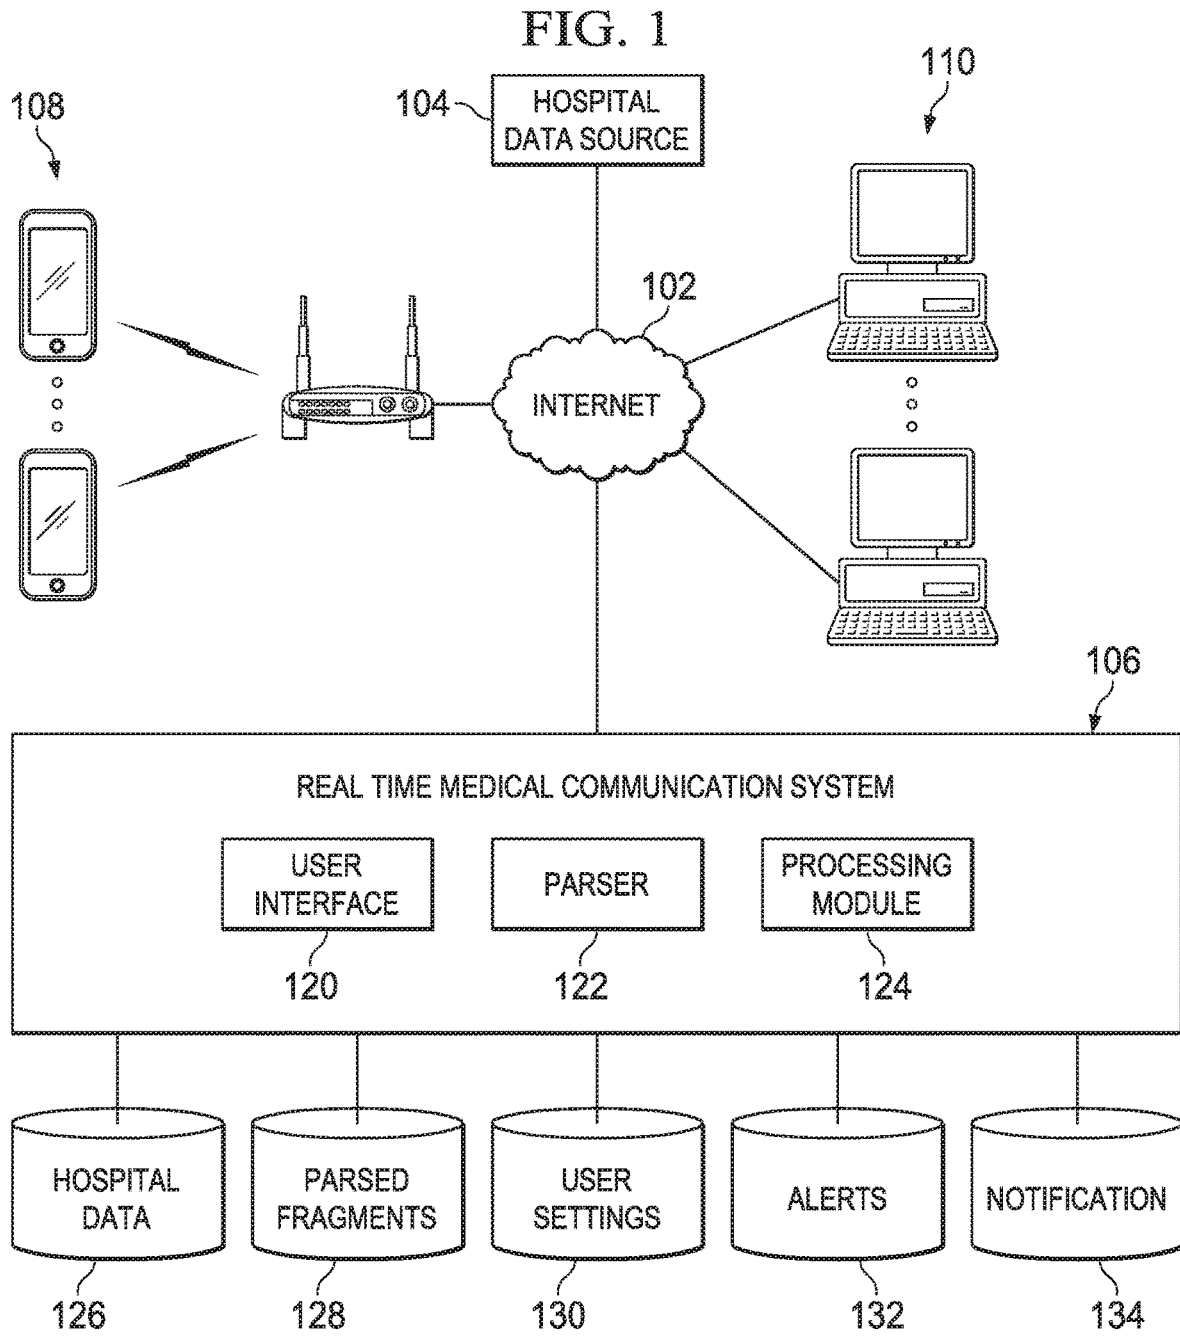 FIG. 1
108
104
HOSPITAL
DATA SOURCE
110
102
INTERNET
106
REAL TIME MEDICAL COMMUNICATION SYSTEM
USER
INTERFACE
PARSER
PROCESSING
MODULE
120
122
124
HOSPITAL
DATA
PARSED
FRAGMENTS
USER
SETTINGS
ALERTS
NOTIFICATION
126
128
130
132
134